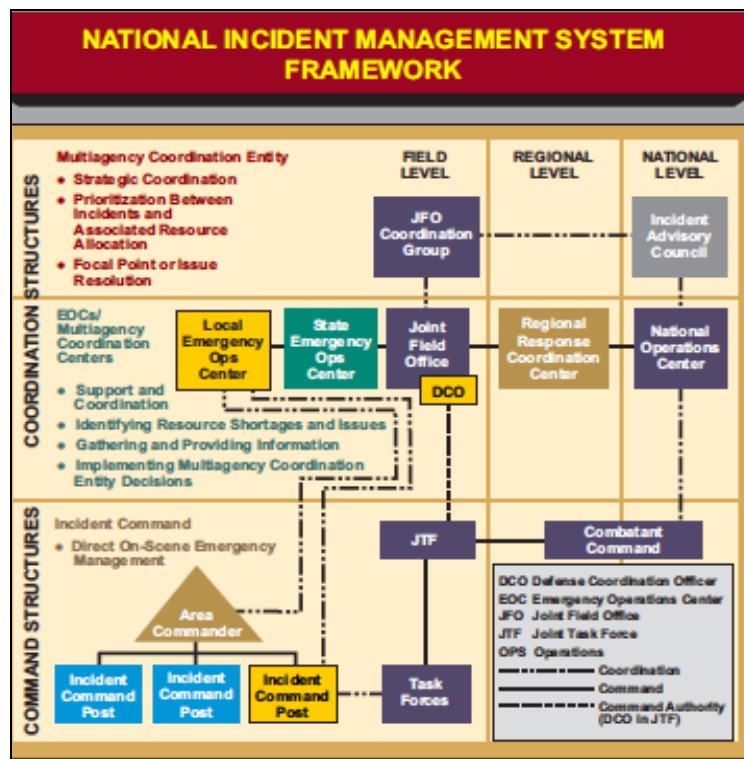 NATIONAL INCIDENT MANAGEMENT SYSTEM
FRAMEWORK
COORDINATION STRUCTURES
Multiagency Coordination Entity
• Strategic Coordination
• Prioritization Between
Incidents and
Associated Resource
Allocation
• Focal Point or Issue
Resolution
FIELD
LEVEL
REGIONAL
LEVEL
NATIONAL
LEVEL
JFO
Coordination
Group
Incident
Advisory
Council
EOCs/
Multiagency
Coordination
Centers
Local
Emergency
Ops
Center
State
Emergency
Ops
Center
Joint
Field
Office
Regional
Response
Coordination
Center
National
Operations
Center
DCO
• Support and
Coordination
• Identifying Resource Shortages and Issues
• Gathering and Providing Information
• Implementing Multiagency Coordination
Entity Decisions
COMMAND STRUCTURES
Incident Command
• Direct On-Scene Emergency
Management
JTF
Combatant
Command
Area
Commander
Incident
Command
Post
Incident
Command
Post
Incident
Command
Post
Task
Forces
DCO Defense Coordination Officer
EOC Emergency Operations Center
JFO Joint Field Office
JTF Joint Task Force
OPS Operations
Coordination
Command
Command Authority
(DCO in JTF)